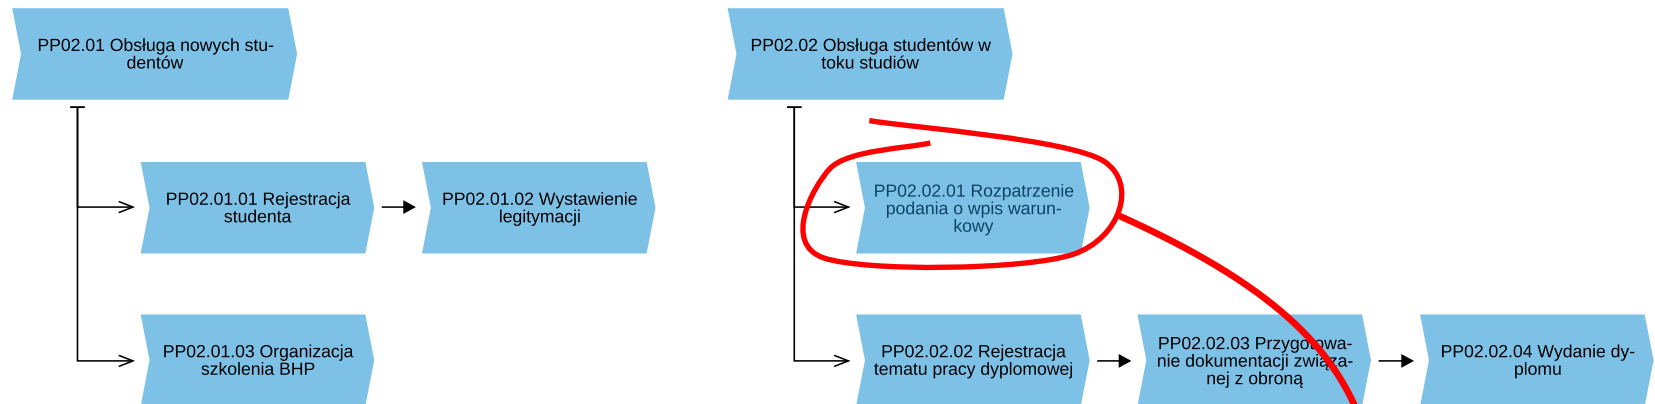 PP02.01 Obsługa nowych stu-
dentów
PP02.02 Obsługa studentów w
toku studiów
PP02.01.01 Rejestracja
studenta
PP02.01.02 Wystawienie
legitymacji
PP02.02.01 Rozpatrzenie
podania o wpis warun-
kowy
PP02.01.03 Organizacja
szkolenia BHP
PP02.02.02 Rejestracja
tematu pracy dyplomowej
PP02.02.03 Przygotowa-
nie dokumentacji związa-
nej z obroną
PP02.02.04 Wydanie dy-
plomu